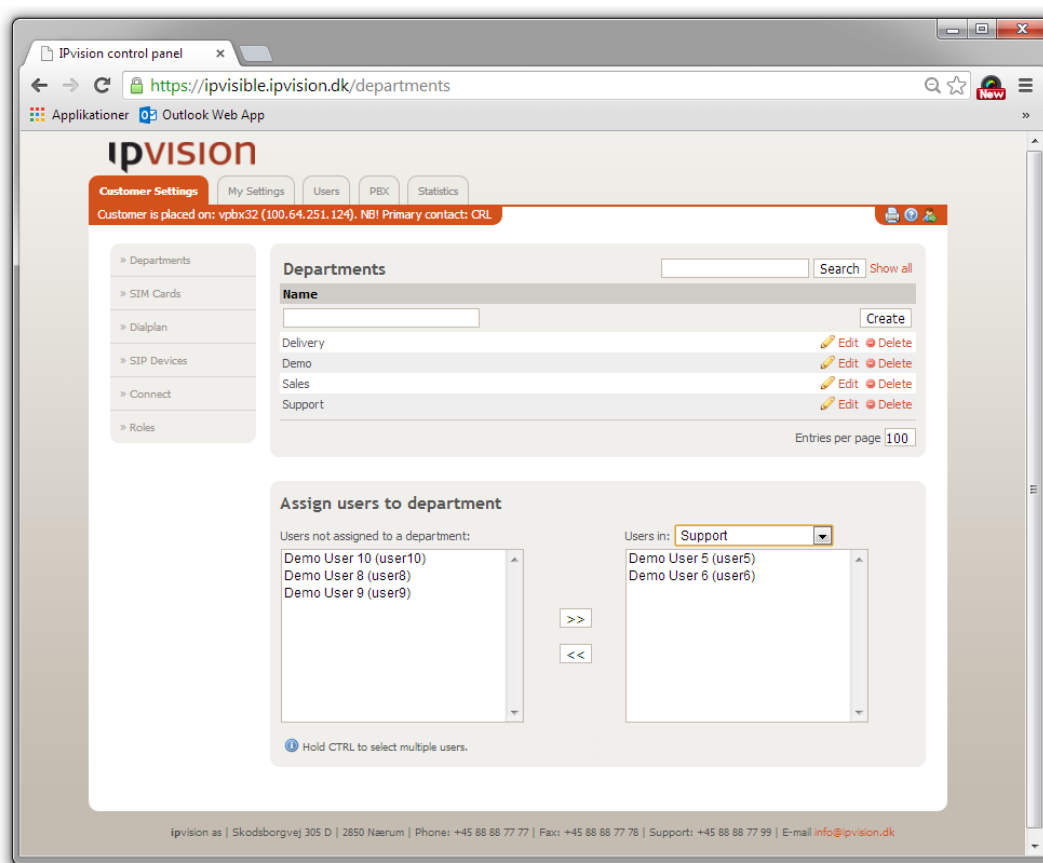 IPvision control panel
https://ipvisible.ipvision.dk/departments
New
Applikationer Outlook Web App »
ipvision
Customer Settings My Settings Users PBX Statistics
Customer is placed on: vpbx32 (100.64.251.124). NB! Primary contact: CRL
» Departments
» SIM Cards
» Dialplan
» SIP Devices
» Connect
» Roles
Departments Search Show all
Name
Create
Delivery Edit Delete
Demo Edit Delete
Sales Edit Delete
Support Edit Delete
Entries per page 100
Assign users to department
Users not assigned to a department: Users in: Support
Demo User 10 (user10)
Demo User 8 (user8)
Demo User 9 (user9)
Demo User 5 (user5)
Demo User 6 (user6)
>>
<<
Hold CTRL to select multiple users.
ipvision as | Skodsborgvej 305 D | 2850 Nærum | Phone: +45 88 88 77 77 | Fax: +45 88 88 77 78 | Support: +45 88 88 77 99 | E-mail info@ipvision.dk